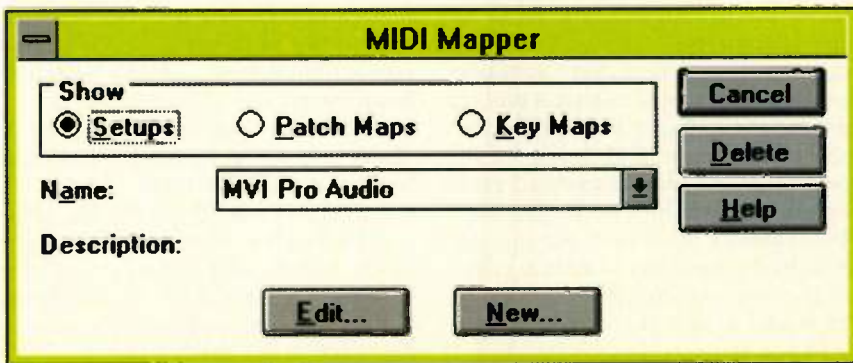 MIDI Mapper
Show
Setups
Patch Maps
Key Maps
Cancel
Delete
Help
Name:
MVI Pro Audio
Description:
Edit...
New...